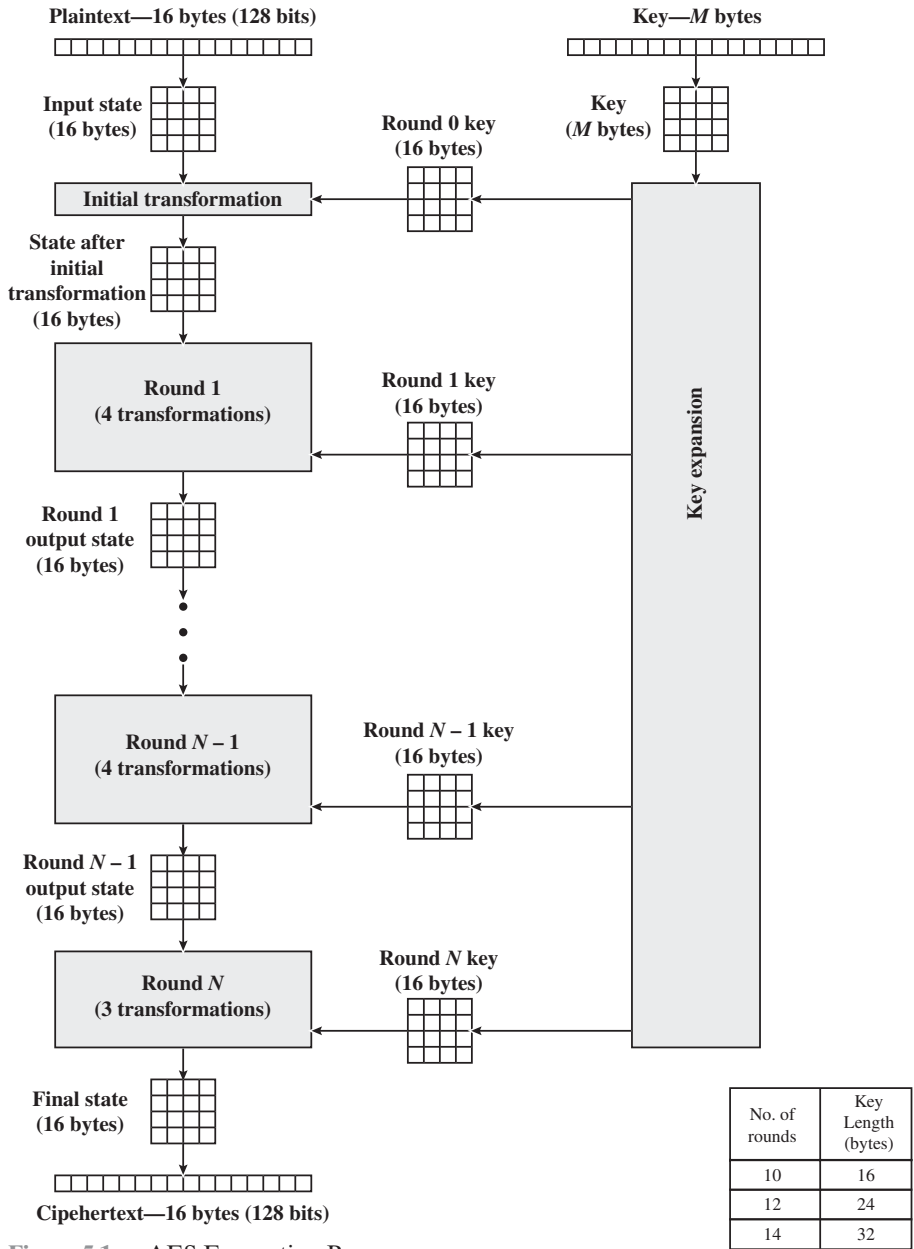 Plaintext—16 bytes (128 bits)
Key—M bytes
Input state
(16 bytes)
Key
(M bytes)
Round 0 key
(16 bytes)
Initial transformation
State after
initial
transformation
(16 bytes)
Round 1
(4 transformations)
Round 1 key
(16 bytes)
Key expansion
Round 1
output state
(16 bytes)
Round N – 1
(4 transformations)
Round N – 1 key
(16 bytes)
Round N – 1
output state
(16 bytes)
Round N
(3 transformations)
Round N key
(16 bytes)
Final state
(16 bytes)
No. of
rounds
Key
Length
(bytes)
10 16
12 24
14 32
Cipehertext—16 bytes (128 bits)